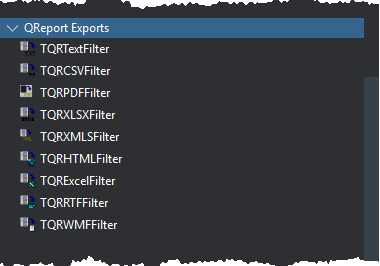 QReport Exports
TQRTextFilter
TQRCSVFilter
TQRPDFFilter
TQRXLSXFilter
TQRXMLSFilter
TQRHTMLFilter
TQRExcelFilter
TQRRTFFilter
TQRWMFFilter